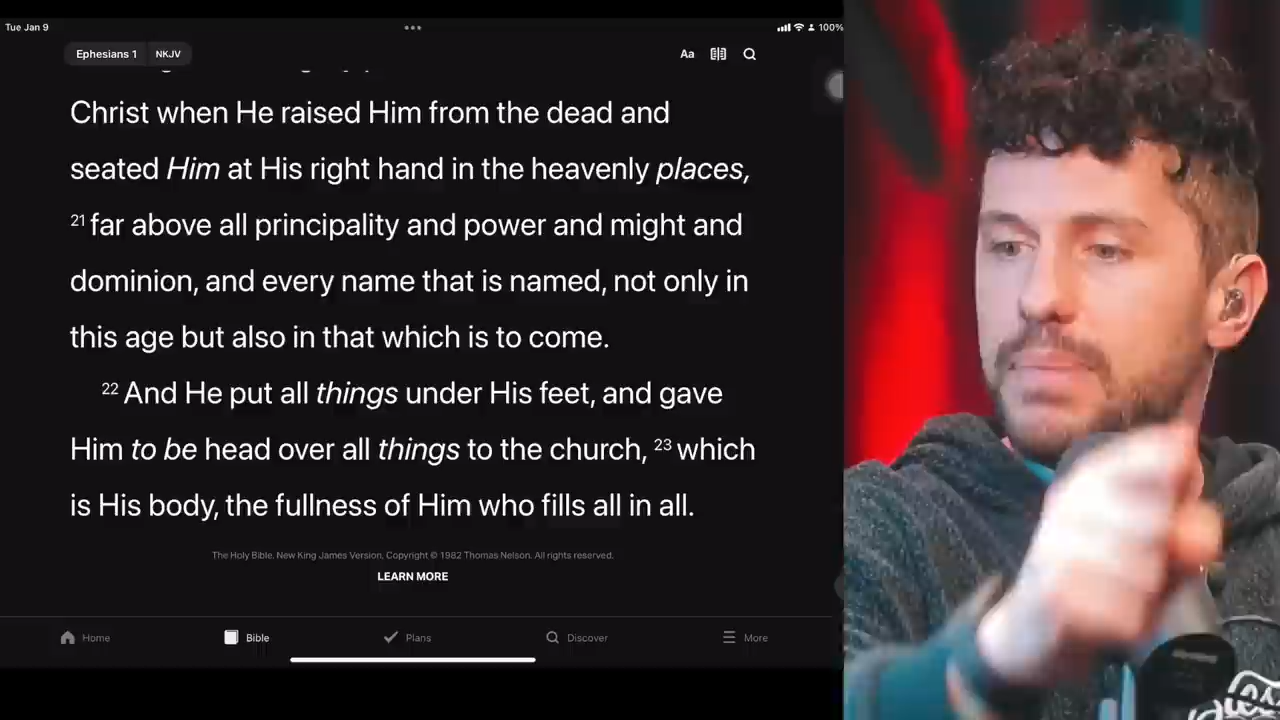 Tue Jan 9
100%
Ephesians 1 NKJV
Aa
Christ when He raised Him from the dead and
seated Him at His right hand in the heavenly places,
21 far above all principality and power and might and
dominion, and every name that is named, not only in
this age but also in that which is to come.
22 And He put all things under His feet, and gave
Him to be head over all things to the church, 23 which
is His body, the fullness of Him who fills all in all.
The Holy Bible, New King James Version, Copyright © 1982 Thomas Nelson. All rights reserved.
LEARN MORE
Home Bible Plans Discover More